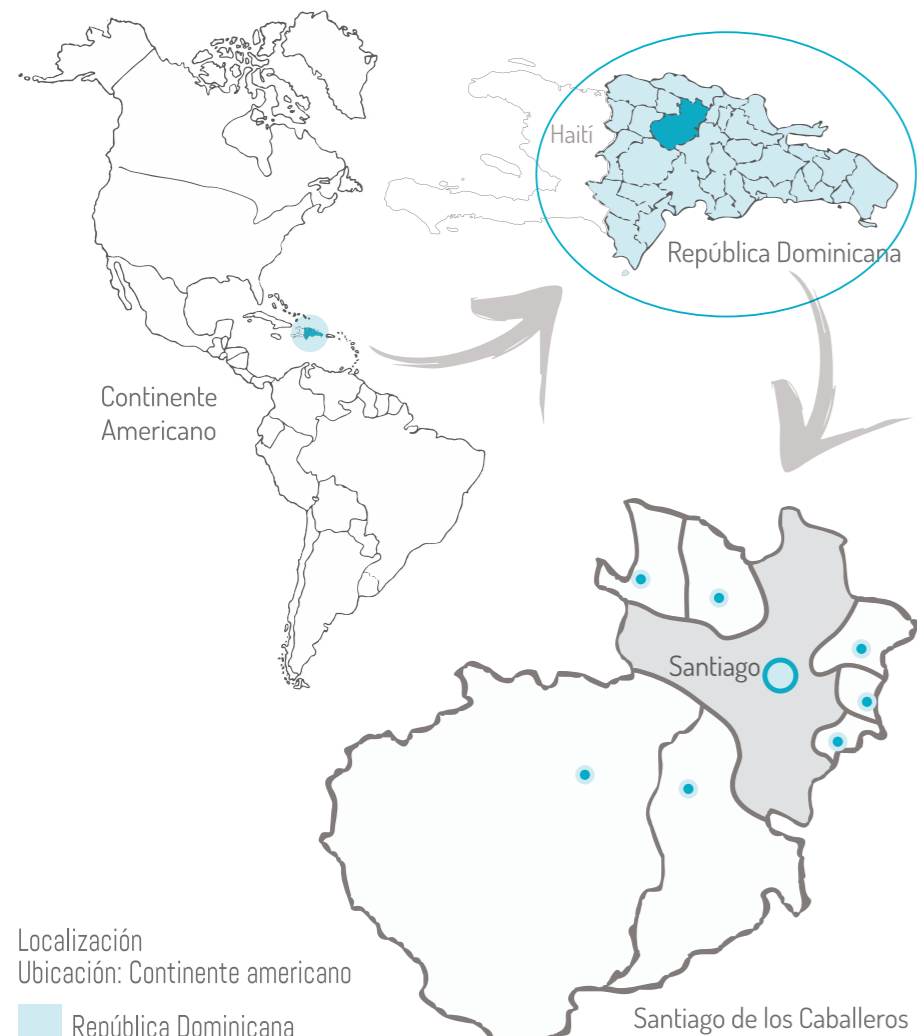 Haití
República Dominicana
Continente
Americano
Santiago
Localización
Ubicación: Continente americano
República Dominicana
Santiago de los Caballeros